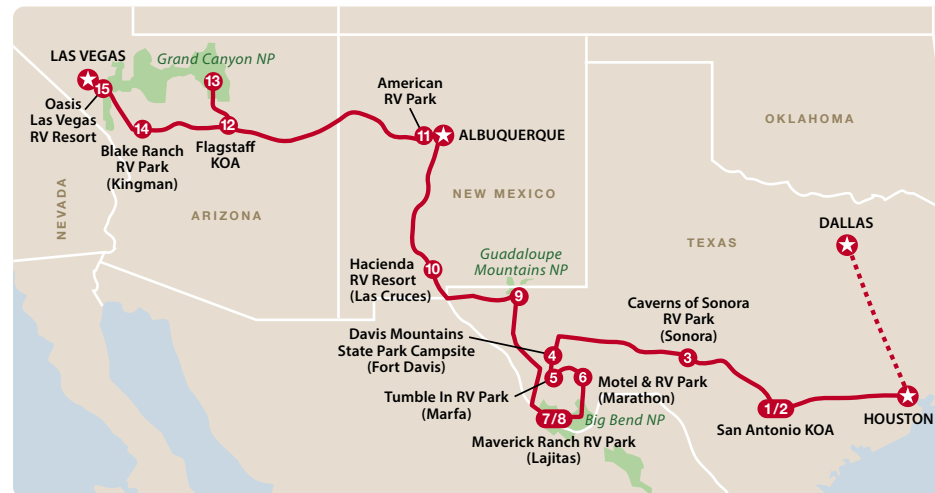 LAS VEGAS
Grand Canyon NP
13
15
Oasis
Las Vegas
RV Resort
14
Blake Ranch
RV Park
(Kingman)
12
Flagstaff
KOA
American
RV Park
11
ALBUQUERQUE
OKLAHOMA
NEVADA
ARIZONA
NEW MEXICO
TEXAS
DALLAS
Hacienda
RV Resort
(Las Cruces)
10
Guadaloupe
Mountains NP
9
Caverns of Sonora
RV Park
(Sonora)
3
Davis Mountains
State Park Campsite
(Fort Davis)
4
5
6
Tumble In RV Park
(Marfa)
Motel & RV Park
(Marathon)
7/8
Big Bend NP
Maverick Ranch RV Park
(Lajitas)
1/2
San Antonio KOA
HOUSTON